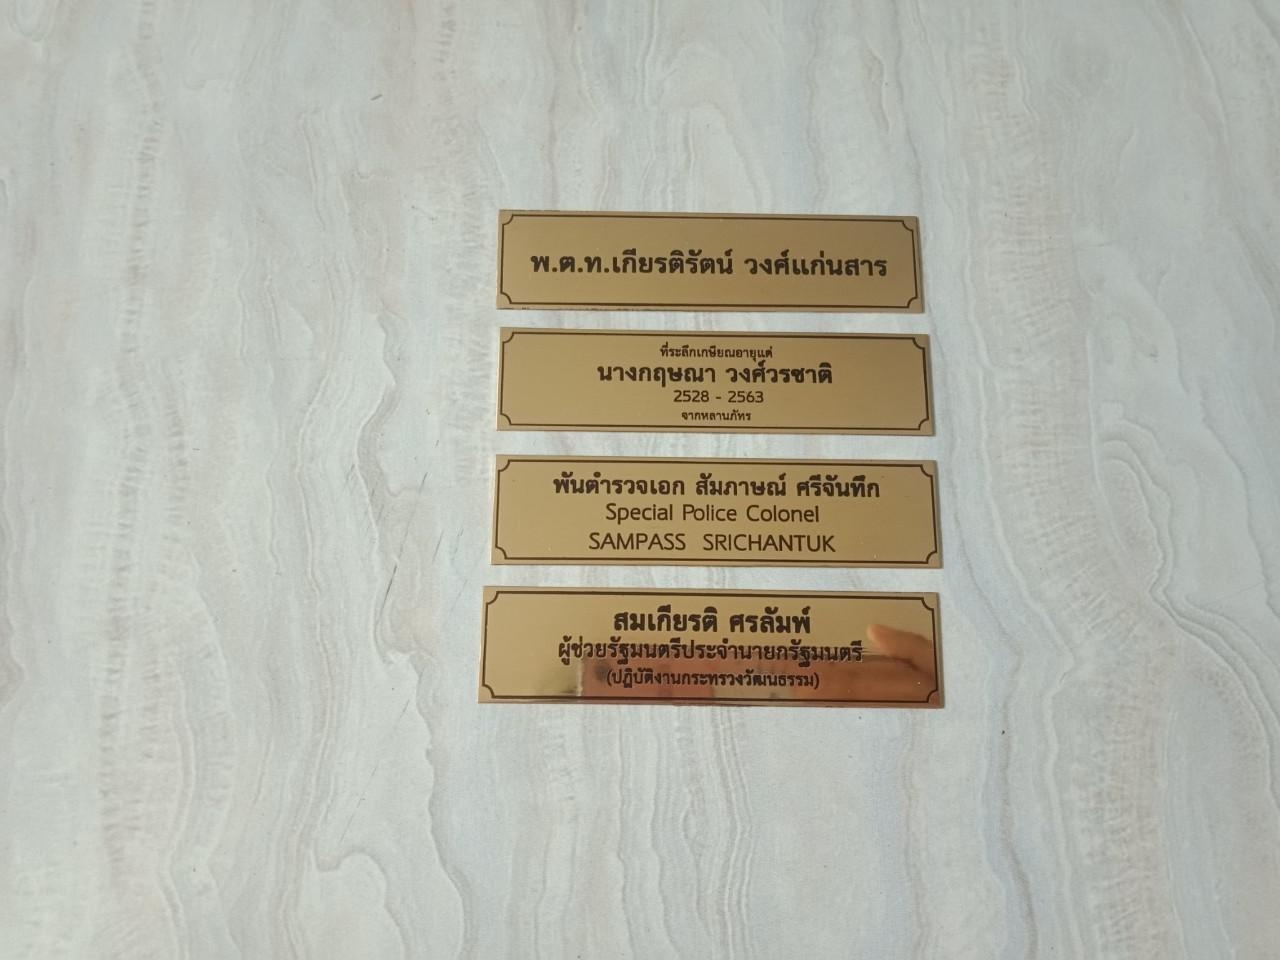 พ.ต.ท.เกียรติรัตน์ วงศ์แก่นสาร
ที่ระลึกเกษียณอายุแด่
นางกฤษณา วงศ์วรชาติ
2528 - 2563
จากหลานภัทร
พันตำรวจเอก สัมภาษณ์ ศรีจันทึก
Special Police Colonel
SAMPASS SRICHANTUK
สมเกียรติ ศรลัมพ์
ผู้ช่วยรัฐมนตรีประจำนายกรัฐมนตรี
(ปฏิบัติงานกระทรวงวัฒนธรรม)